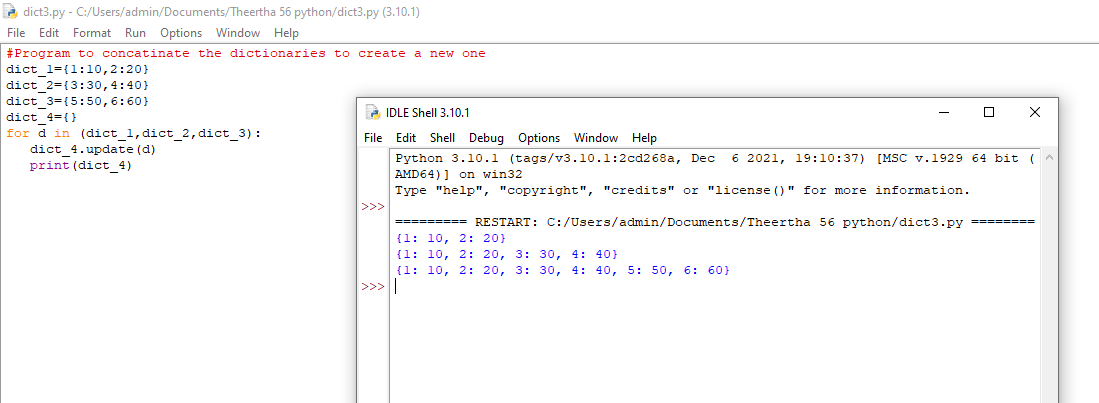 dict3.py - C:/Users/admin/Documents/Theertha 56 python/dict3.py (3.10.1)
File Edit Format Run Options Window Help
#Program to concatinate the dictionaries to create a new one
dict_1={1:10,2:20}
dict_2={3:30,4:40}
dict_3={5:50,6:60}
dict_4={}
for d in (dict_1,dict_2,dict_3):
   dict_4.update(d)
   print(dict_4)
IDLE Shell 3.10.1
File Edit Shell Debug Options Window Help
Python 3.10.1 (tags/v3.10.1:2cd268a, Dec  6 2021, 19:10:37) [MSC v.1929 64 bit (
AMD64)] on win32
Type "help", "copyright", "credits" or "license()" for more information.
>>>
========= RESTART: C:/Users/admin/Documents/Theertha 56 python/dict3.py ========
{1: 10, 2: 20}
{1: 10, 2: 20, 3: 30, 4: 40}
{1: 10, 2: 20, 3: 30, 4: 40, 5: 50, 6: 60}
>>>